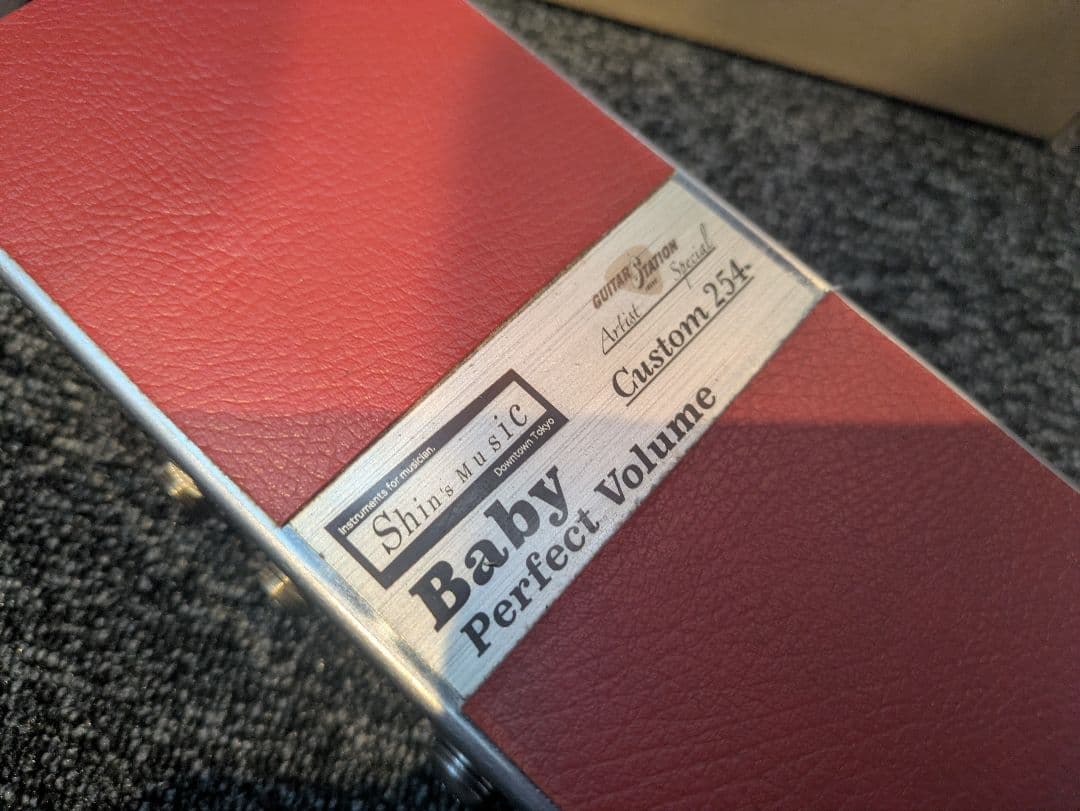 GUITAR STATION
Artist Special
Custom 254-
Instruments for musician.
Shin's Music
Downtown Tokyo
Baby
Perfect Volume